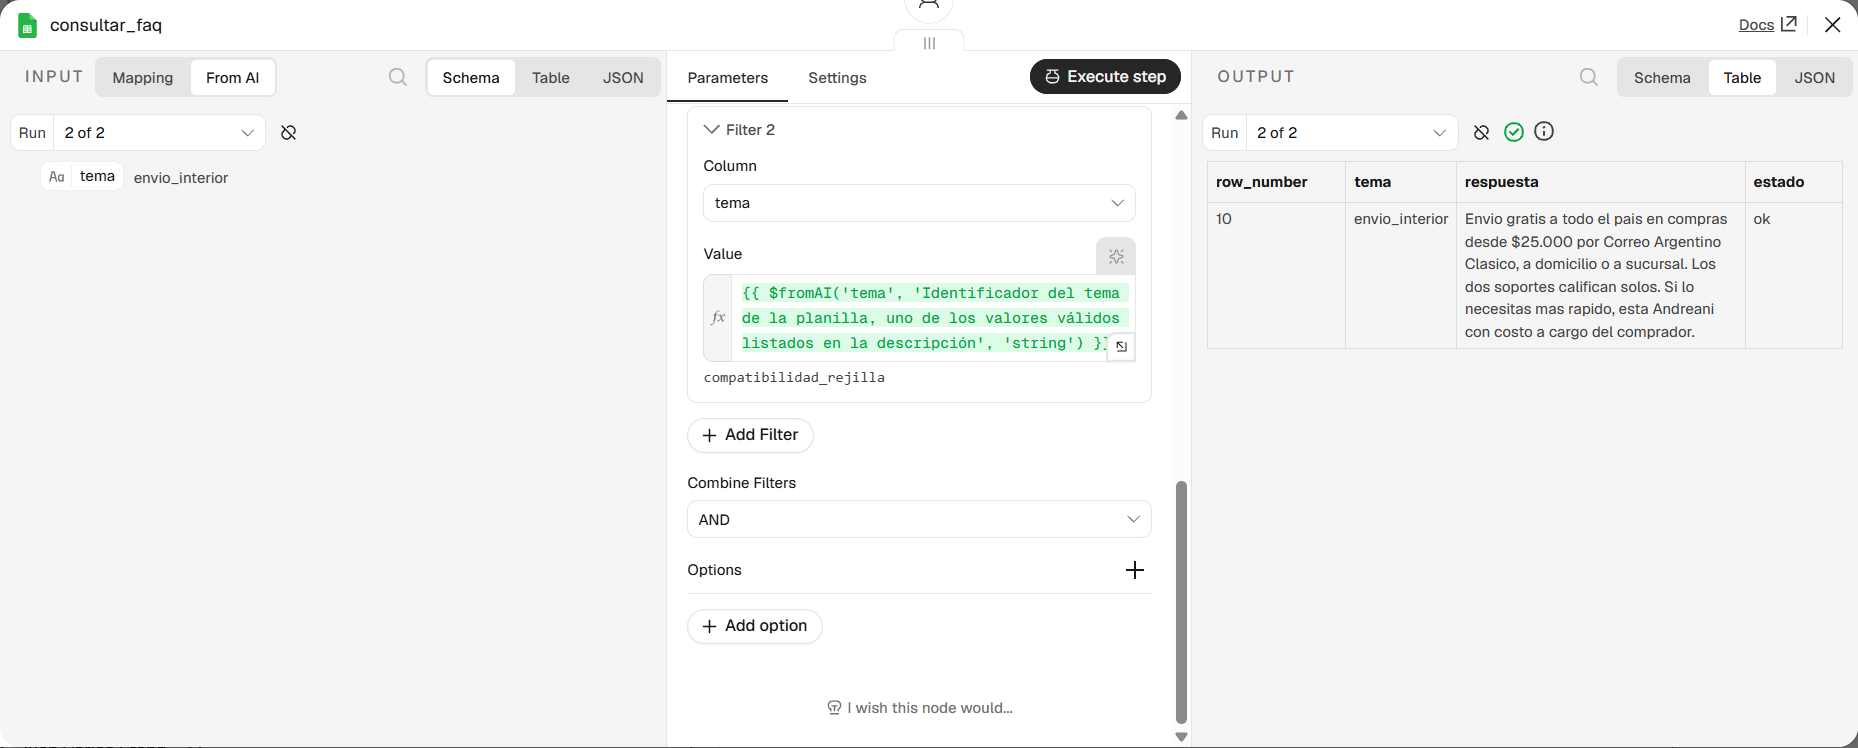 consultar_faq
Docs
INPUT
Mapping
From AI
Schema
Table
JSON
Run
2 of 2
Aa tema envio_interior
Parameters
Settings
Execute step
Filter 2
Column
tema
Value
fx
{{ $fromAI('tema', 'Identificador del tema
de la planilla, uno de los valores válidos
listados en la descripción', 'string') }}
compatibilidad_rejilla
Add Filter
Combine Filters
AND
Options
Add option
I wish this node would...
OUTPUT
Schema
Table
JSON
Run
2 of 2
row_number tema respuesta estado
10 envio_interior Envio gratis a todo el pais en compras ok
desde $25.000 por Correo Argentino
Clasico, a domicilio o a sucursal. Los
dos soportes califican solos. Si lo
necesitas mas rapido, esta Andreani
con costo a cargo del comprador.